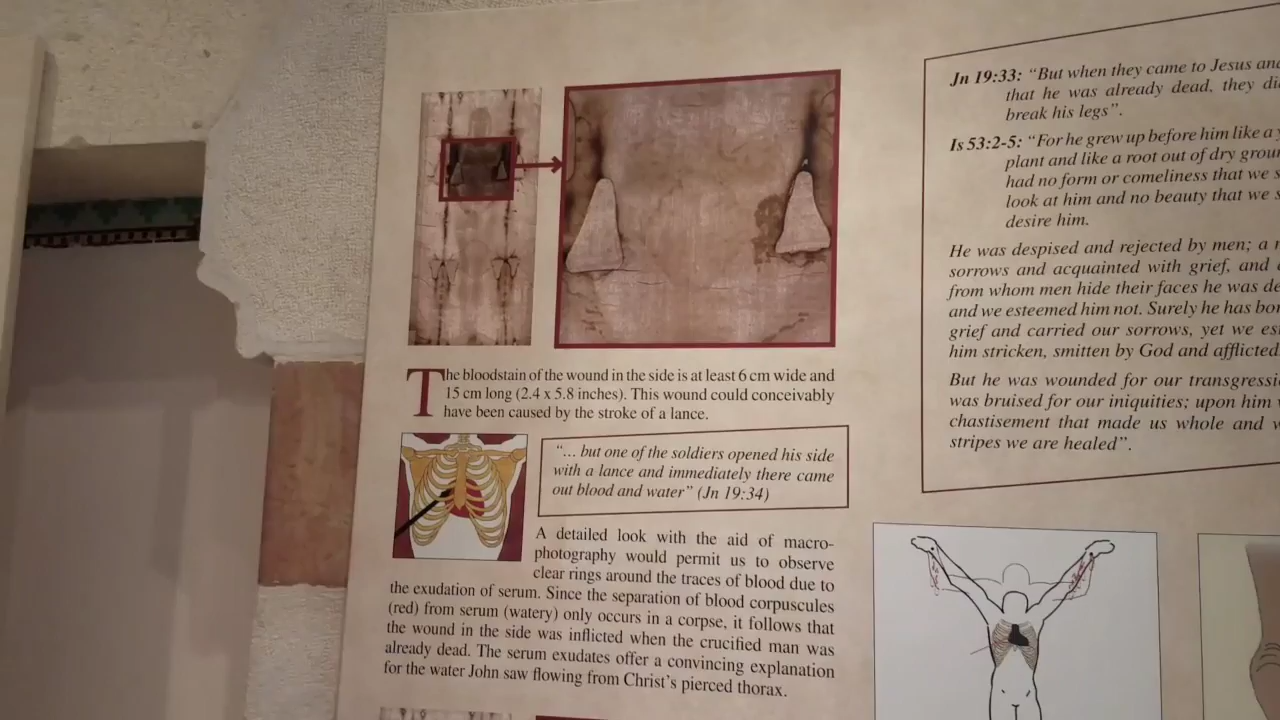 The bloodstain of the wound in the side is at least 6 cm wide and
15 cm long (2.4 x 5.8 inches). This wound could conceivably
have been caused by the stroke of a lance.
“... but one of the soldiers opened his side
with a lance and immediately there came
out blood and water” (Jn 19:34)
A detailed look with the aid of macro-
photography would permit us to observe
clear rings around the traces of blood due to
the exudation of serum. Since the separation of blood corpuscules
(red) from serum (watery) only occurs in a corpse, it follows that
the wound in the side was inflicted when the crucified man was
already dead. The serum exudates offer a convincing explanation
for the water John saw flowing from Christ’s pierced thorax.
Jn 19:33: “But when they came to Jesus and
that he was already dead, they
break his legs”.
Is 53:2-5: “For he grew up before him like a
plant and like a root out of dry
had no form or comeliness that we
look at him and no beauty that we
desire him.
He was despised and rejected by men; a
sorrows and acquainted with grief, and
from whom men hide their faces he was
and we esteemed him not. Surely he has
grief and carried our sorrows, yet we
him stricken, smitten by God and afflicted.
But he was wounded for our
was bruised for our iniquities; upon him
chastisement that made us whole and
stripes we are healed”.